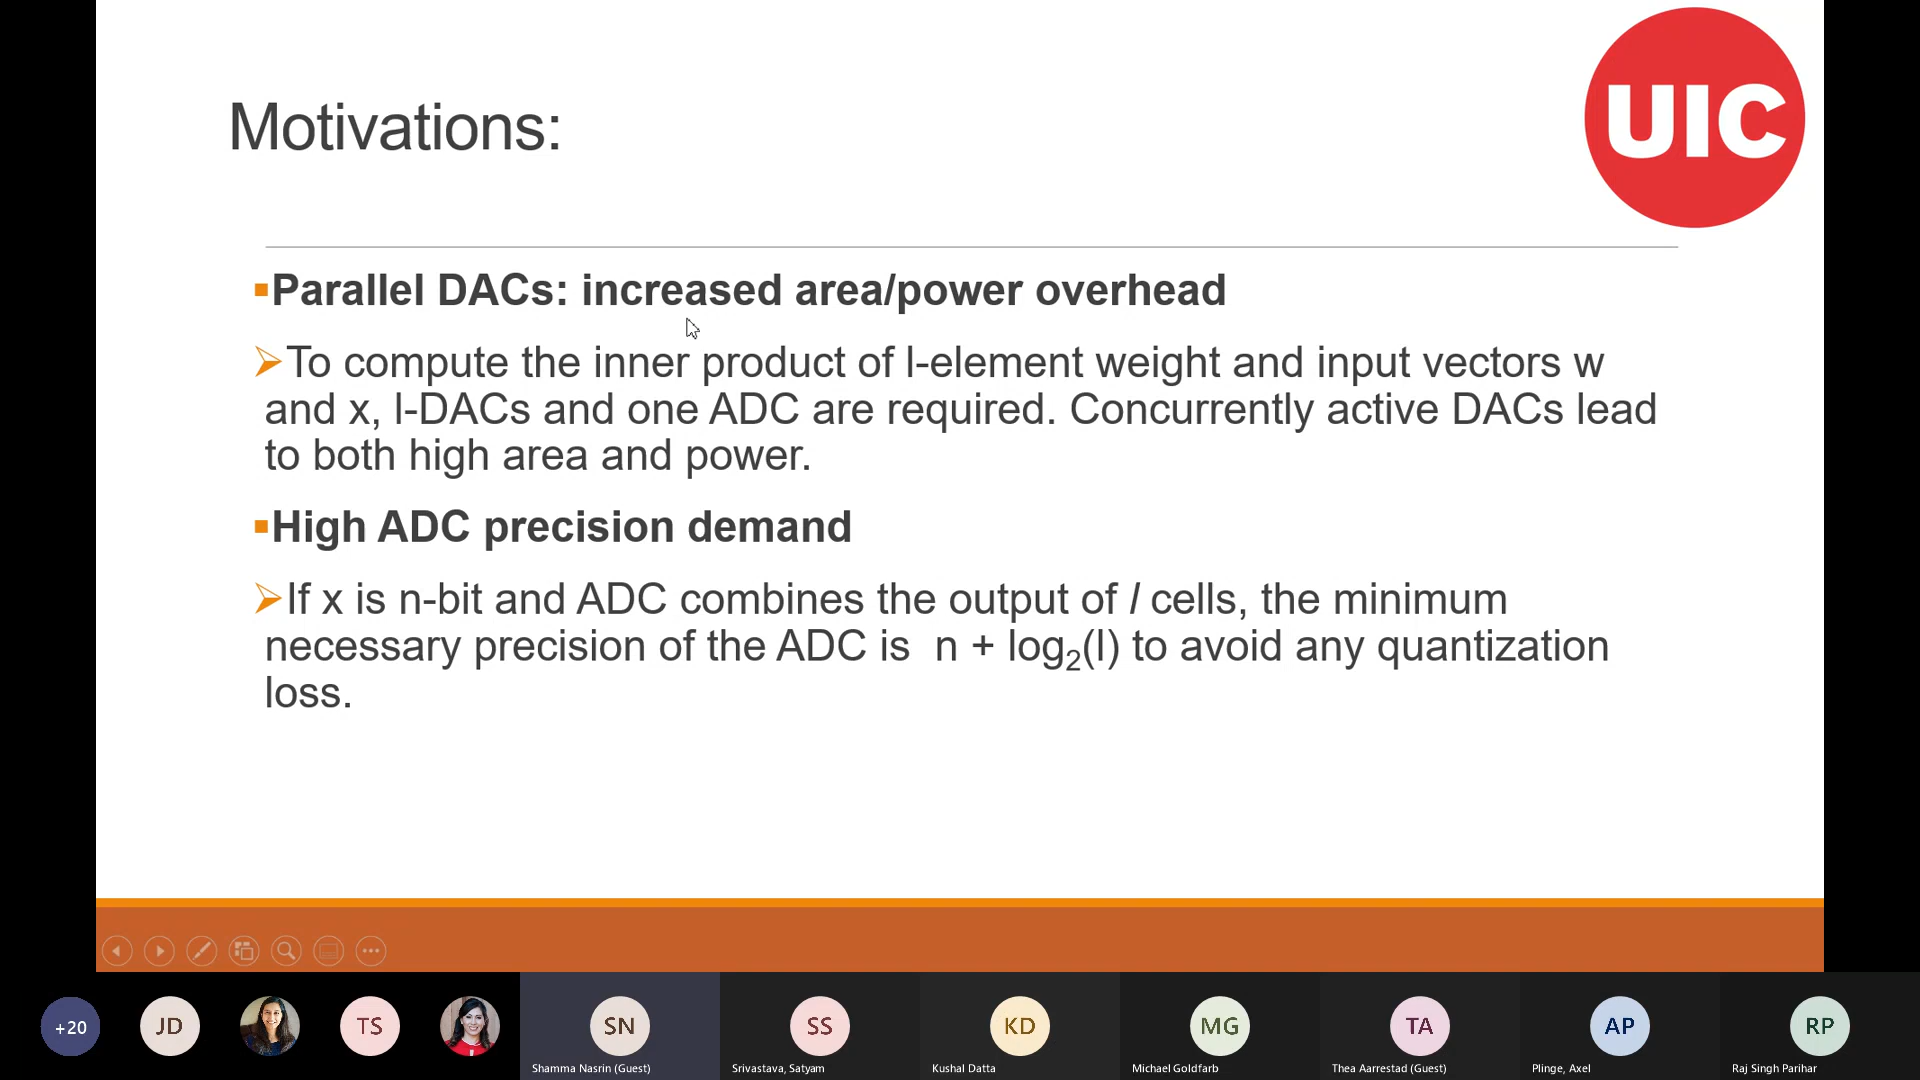 UIC
Motivations:
▪Parallel DACs: increased area/power overhead
➢To compute the inner product of l-element weight and input vectors w
and x, l-DACs and one ADC are required. Concurrently active DACs lead
to both high area and power.
▪High ADC precision demand
➢If x is n-bit and ADC combines the output of l cells, the minimum
necessary precision of the ADC is  n + log₂(l) to avoid any quantization
loss.
+20 JD TS SN SS KD MG TA AP RP
Shamma Nasrin (Guest) Srivastava, Satyam Kushal Datta Michael Goldfarb Thea Aarrestad (Guest) Plinge, Axel Raj Singh Parihar